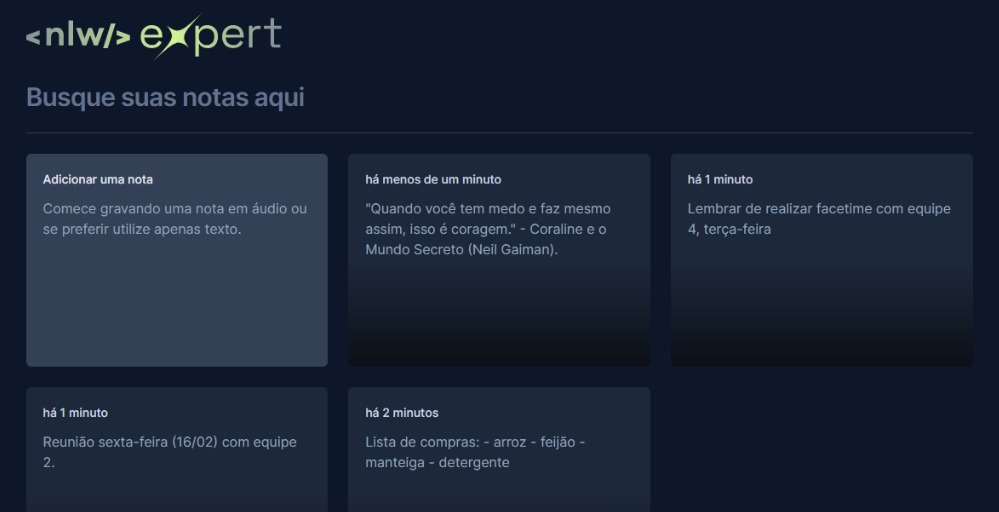 <nlw/> expert
Busque suas notas aqui
Adicionar uma nota
Comece gravando uma nota em áudio ou
se preferir utilize apenas texto.
há menos de um minuto
"Quando você tem medo e faz mesmo
assim, isso é coragem." - Coraline e o
Mundo Secreto (Neil Gaiman).
há 1 minuto
Lembrar de realizar facetime com equipe
4, terça-feira
há 1 minuto
Reunião sexta-feira (16/02) com equipe
2.
há 2 minutos
Lista de compras: - arroz - feijão -
manteiga - detergente